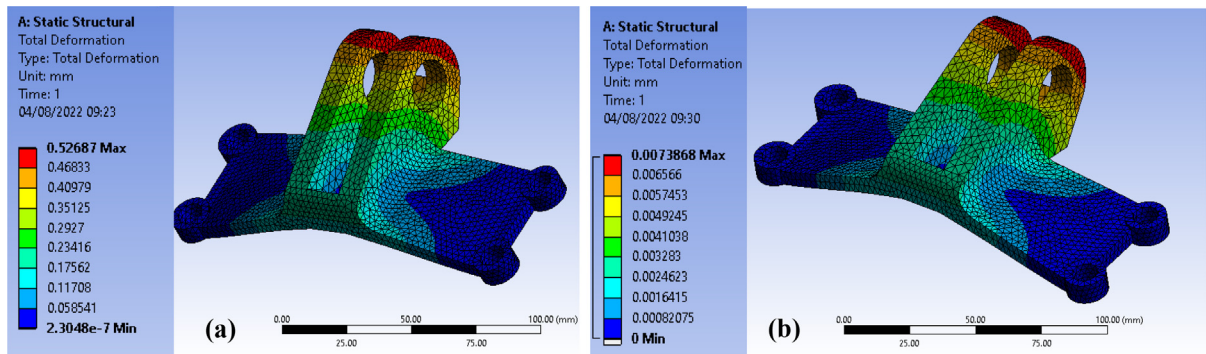 A: Static Structural
Total Deformation
Type: Total Deformation
Unit: mm
Time: 1
04/08/2022 09:23
0.52687 Max
0.46833
0.40979
0.35125
0.2927
0.23416
0.17562
0.11708
0.058541
2.3048e-7 Min
(a)
0.00 50.00 100.00 (mm)
25.00 75.00
A: Static Structural
Total Deformation
Type: Total Deformation
Unit: mm
Time: 1
04/08/2022 09:30
0.0073868 Max
0.006566
0.0057453
0.0049245
0.0041038
0.003283
0.0024623
0.0016415
0.00082075
0 Min
(b)
0.00 50.00 100.00 (mm)
25.00 75.00